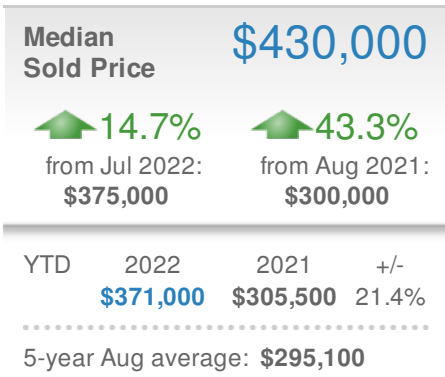 Median $430,000
Sold Price
14.7% 43.3%
from Jul 2022: from Aug 2021:
$375,000 $300,000
YTD 2022 2021 +/-
$371,000 $305,500 21.4%
5-year Aug average: $295,100